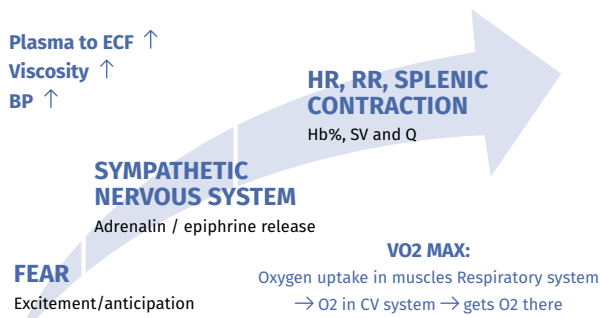 Plasma to ECF ↑
Viscosity ↑
BP ↑
HR, RR, SPLENIC
CONTRACTION
Hb%, SV and Q
SYMPATHETIC
NERVOUS SYSTEM
Adrenalin / epiphrine release
FEAR
Excitement/anticipation
VO2 MAX:
Oxygen uptake in muscles Respiratory system
→ O2 in CV system → gets O2 there